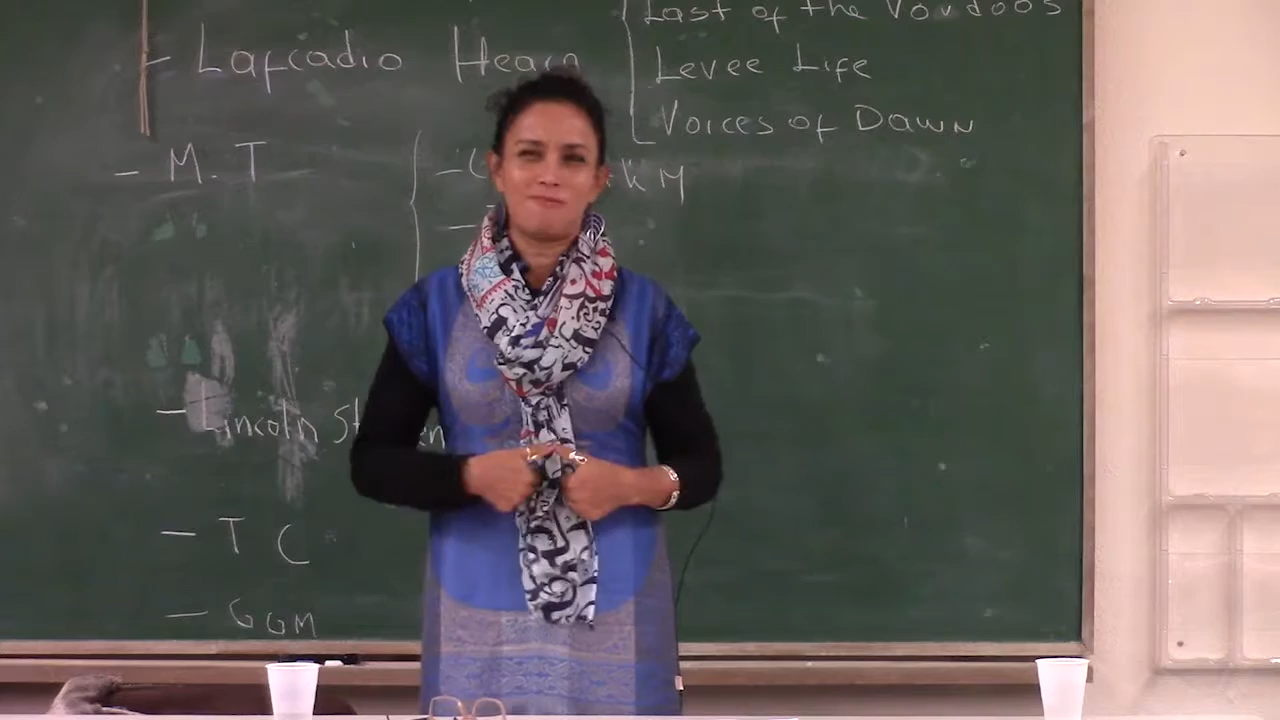 Last of the Voudoos
- Lafcadio Hearn
Levee Life
Voices of Dawn
- M.T
- Lincoln
- T C
- GGM